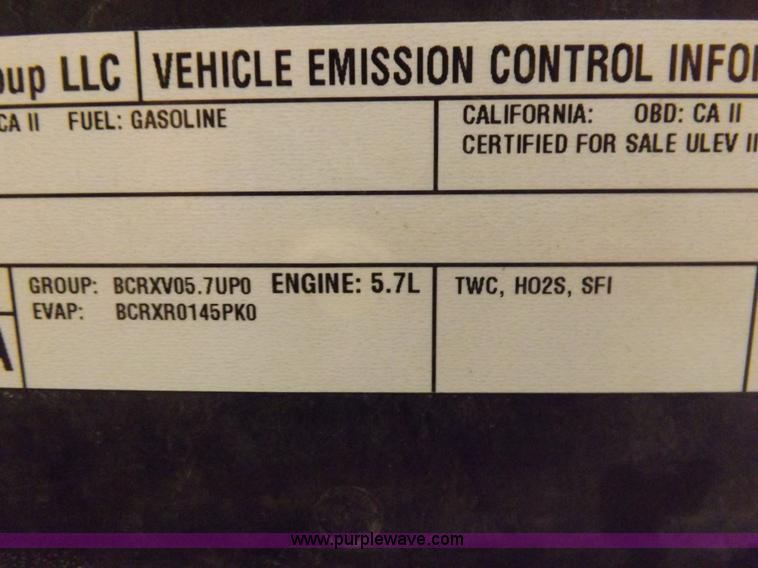 oup LLC VEHICLE EMISSION CONTROL INFO
CA II FUEL: GASOLINE
CALIFORNIA: OBD: CA II
CERTIFIED FOR SALE ULEV II
GROUP: BCRXV05.7UP0 ENGINE: 5.7L
EVAP: BCRXR0145PK0
TWC, HO2S, SFI
A
www.purplewave.com